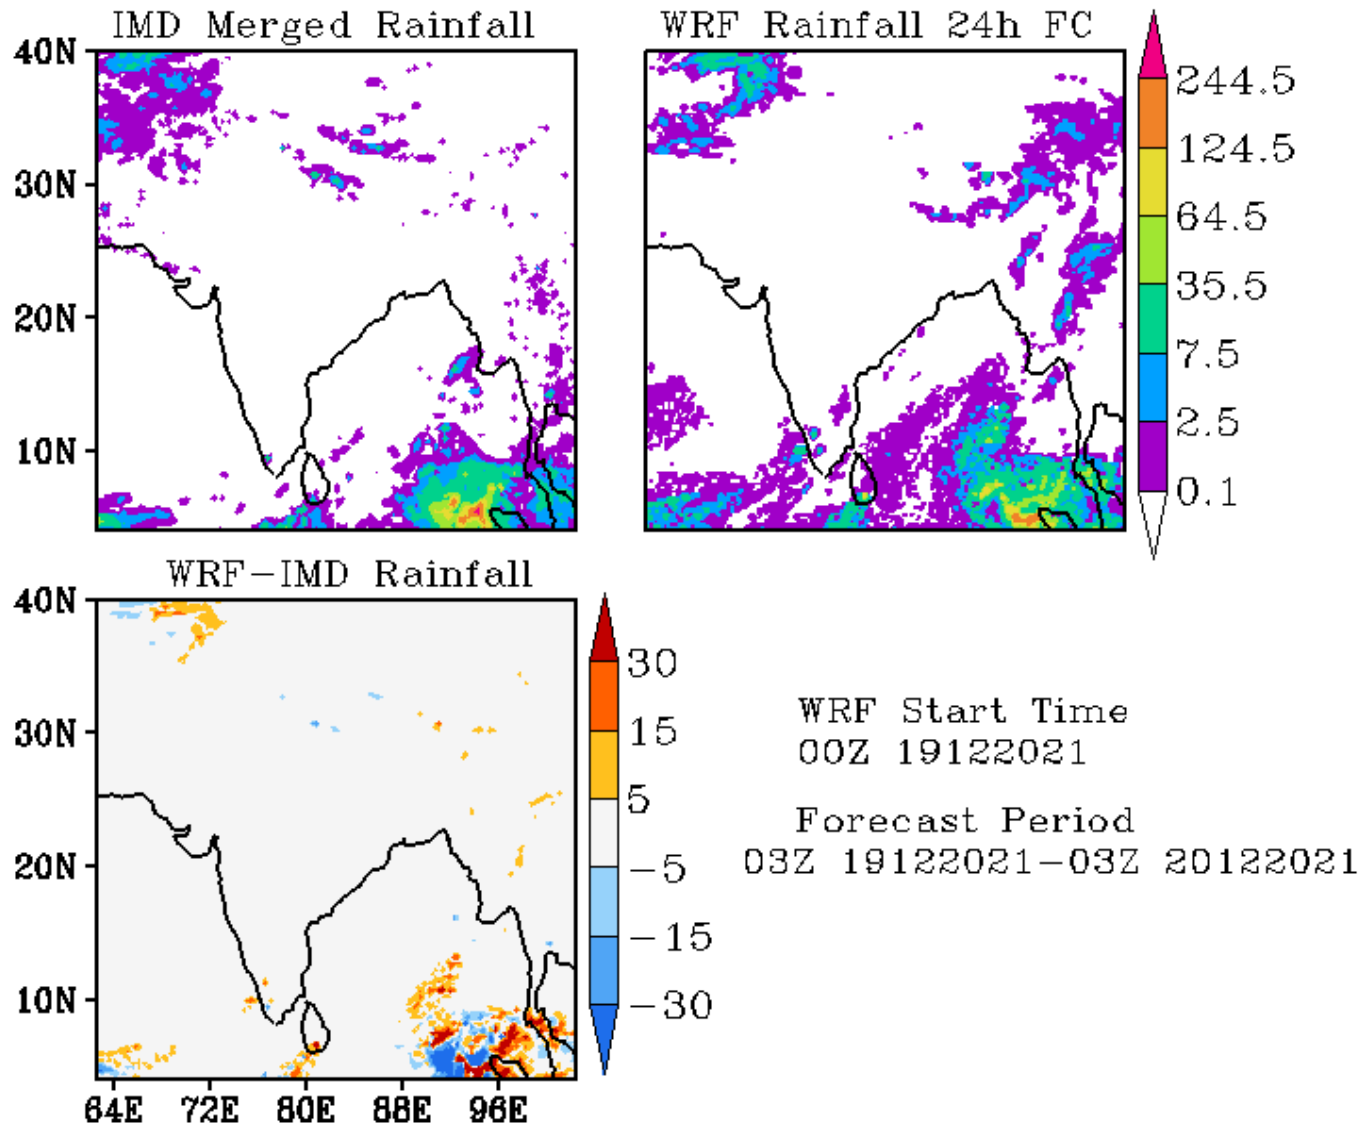 IMD Merged Rainfall
WRF Rainfall 24h FC
40N
30N
20N
10N
244.5
124.5
64.5
35.5
7.5
2.5
0.1
WRF-IMD Rainfall
40N
30N
20N
10N
64E 72E 80E 88E 96E
30
15
5
-5
-15
-30
WRF Start Time
00Z 19122021
Forecast Period
03Z 19122021-03Z 20122021